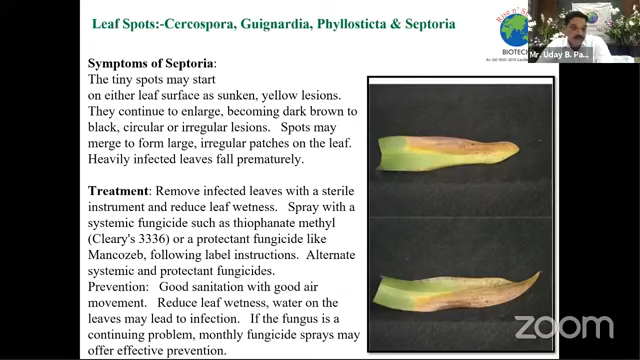 Leaf Spots:-Cercospora, Guignardia, Phyllosticta & Septoria
Rise n' S
BIOTECH
Mr. Uday B. Pa...
Symptoms of Septoria:
The tiny spots may start
on either leaf surface as sunken, yellow lesions.
They continue to enlarge, becoming dark brown to
black, circular or irregular lesions. Spots may
merge to form large, irregular patches on the leaf.
Heavily infected leaves fall prematurely.
Treatment: Remove infected leaves with a sterile
instrument and reduce leaf wetness. Spray with a
systemic fungicide such as thiophanate methyl
(Cleary's 3336) or a protectant fungicide like
Mancozeb, following label instructions. Alternate
systemic and protectant fungicides.
Prevention: Good sanitation with good air
movement. Reduce leaf wetness, water on the
leaves may lead to infection. If the fungus is a
continuing problem, monthly fungicide sprays may
offer effective prevention.
zoom